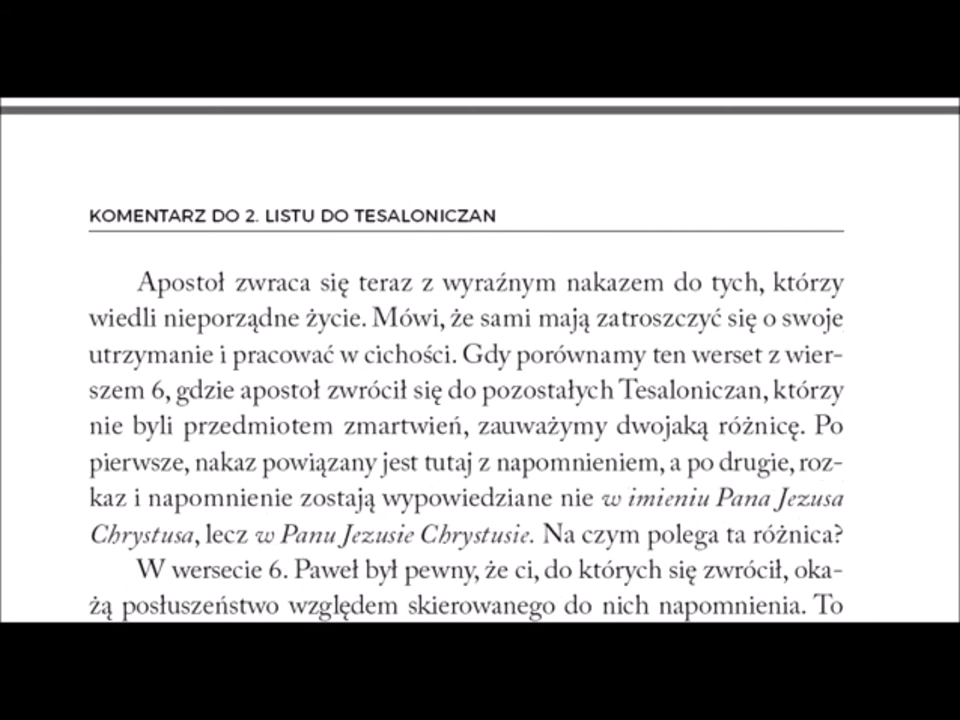 KOMENTARZ DO 2. LISTU DO TESALONICZAN
Apostoł zwraca się teraz z wyraźnym nakazem do tych, którzy
wiedli nieporządne życie. Mówi, że sami mają zatroszczyć się o swoje
utrzymanie i pracować w cichości. Gdy porównamy ten werset z wier-
szem 6, gdzie apostoł zwrócił się do pozostałych Tesaloniczan, którzy
nie byli przedmiotem zmartwień, zauważymy dwojaką różnicę. Po
pierwsze, nakaz powiązany jest tutaj z napomnieniem, a po drugie, roz-
kaz i napomnienie zostają wypowiedziane nie w imieniu Pana Jezusa
Chrystusa, lecz w Panu Jezusie Chrystusie. Na czym polega ta różnica?
W wersecie 6. Paweł był pewny, że ci, do których się zwrócił, oka-
żą posłuszeństwo względem skierowanego do nich napomnienia. To